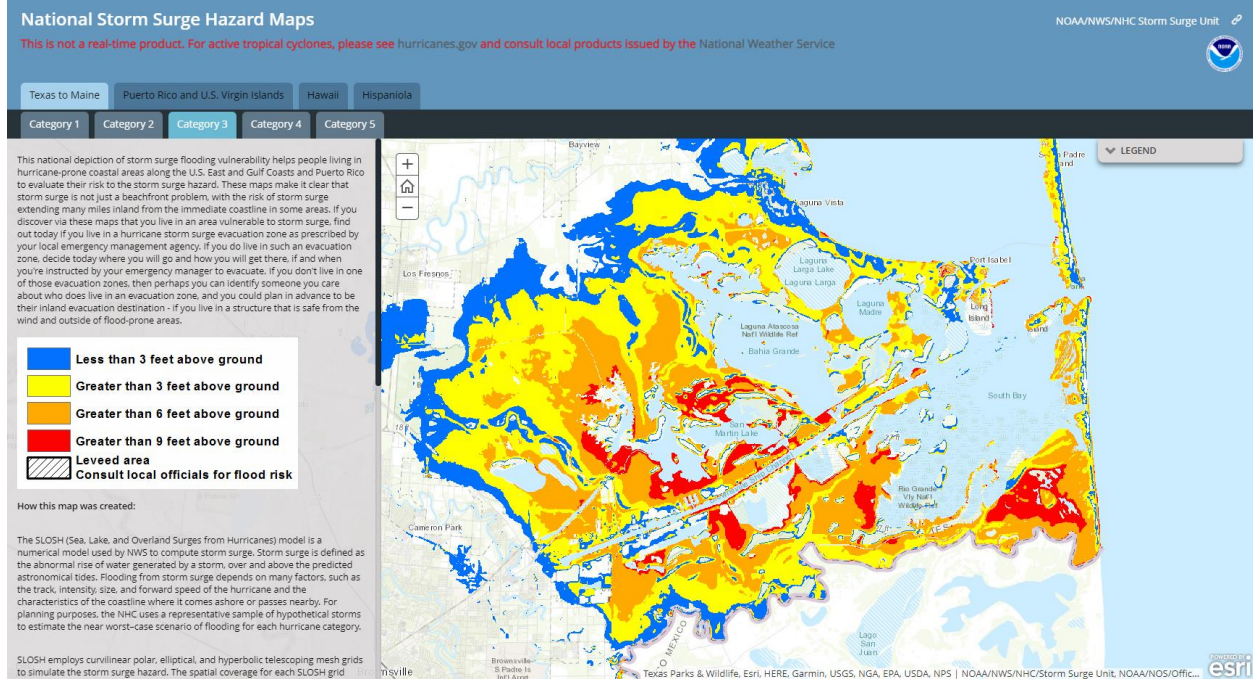 National Storm Surge Hazard Maps
NOAA/NWS/NHC Storm Surge Unit
This is not a real-time product. For active tropical cyclones, please see hurricanes.gov and consult local products issued by the National Weather Service
NOAA
Texas to Maine
Puerto Rico and U.S. Virgin Islands
Hawaii
Hispaniola
Category 1
Category 2
Category 3
Category 4
Category 5
This national depiction of storm surge flooding vulnerability helps people living in
hurricane-prone coastal areas along the U.S. East and Gulf Coasts and Puerto Rico
to evaluate their risk to the storm surge hazard. These maps make it clear that
storm surge is not just a beachfront problem, with the risk of storm surge
extending many miles inland from the immediate coastline in some areas. If you
discover via these maps that you live in an area vulnerable to storm surge, find
out today if you live in a hurricane storm surge evacuation zone as prescribed by
your local emergency management agency. If you do live in such an evacuation
zone, decide today where you will go and how you will get there, if and when
you're instructed by your emergency manager to evacuate. If you don't live in one
of those evacuation zones, then perhaps you can identify someone you care
about who does live in an evacuation zone, and you could plan in advance to be
their inland evacuation destination - if you live in a structure that is safe from the
wind and outside of flood-prone areas.
Less than 3 feet above ground
Greater than 3 feet above ground
Greater than 6 feet above ground
Greater than 9 feet above ground
Leveed area
Consult local officials for flood risk
How this map was created:
The SLOSH (Sea, Lake, and Overland Surges from Hurricanes) model is a
numerical model used by NWS to compute storm surge. Storm surge is defined as
the abnormal rise of water generated by a storm, over and above the predicted
astronomical tides. Flooding from storm surge depends on many factors, such as
the track, intensity, size, and forward speed of the hurricane and the
characteristics of the coastline where it comes ashore or passes nearby. For
planning purposes, the NHC uses a representative sample of hypothetical storms
to estimate the near worst-case scenario of flooding for each hurricane category.
SLOSH employs curvilinear polar, elliptical, and hyperbolic telescoping mesh grids
to simulate the storm surge hazard. The spatial coverage for each SLOSH grid
+
−
LEGEND
Bayview
Padre
Laguna Vista
Los Fresnos
Laguna
Larga Lake
Laguna Larga
Port Isabel
Laguna
Madre
Long
Island
Island
Laguna Atascosa
Nat'l Wildlife Ref
Bahia Grande
South Bay
San
Martin Lake
Rio Grande
Vly Nat'l
Wildlife Ref
Cameron Park
MEXICO
Lago
San
Juan
Brownsville
S Padre Is
Int'l Arprt
nsville
Texas Parks & Wildlife, Esri, HERE, Garmin, USGS, NGA, EPA, USDA, NPS | NOAA/NWS/NHC/Storm Surge Unit, NOAA/NOS/Offic...
POWERED BY
esri